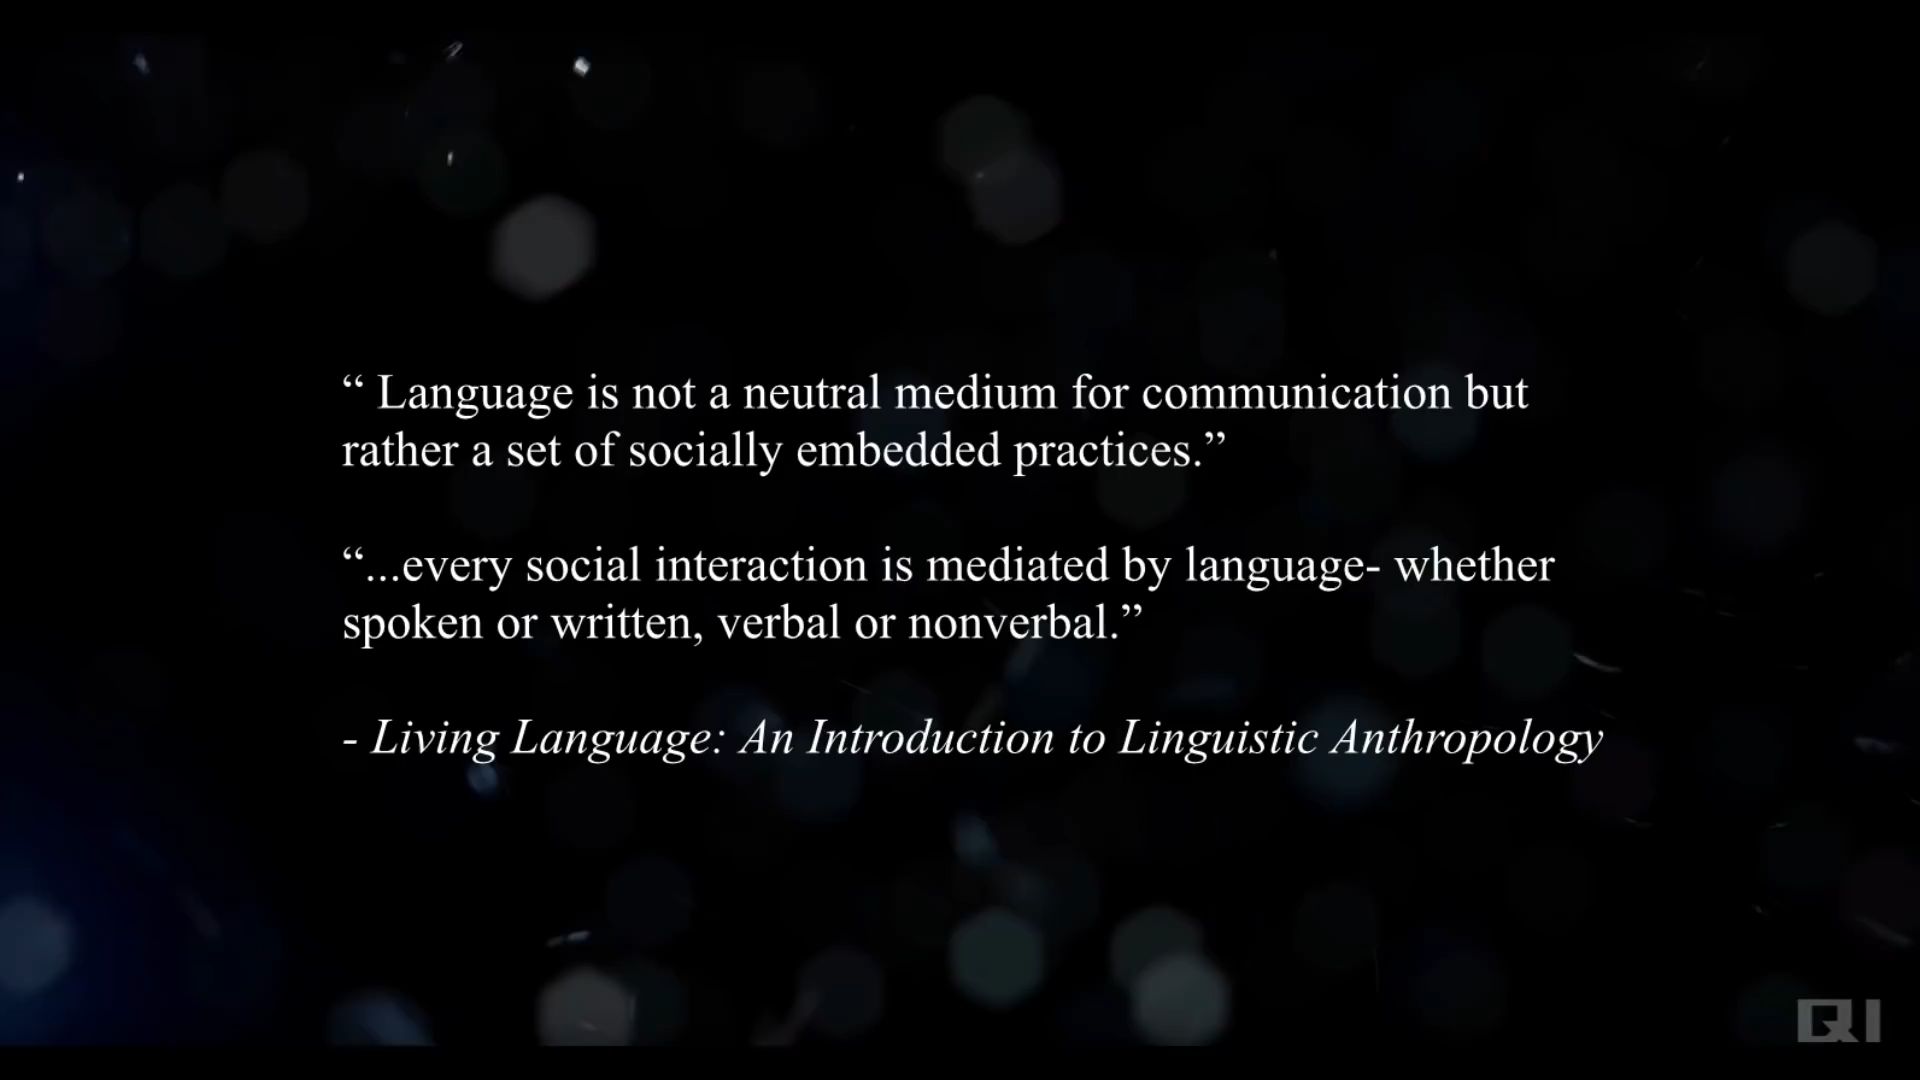 “ Language is not a neutral medium for communication but
rather a set of socially embedded practices.”
“...every social interaction is mediated by language- whether
spoken or written, verbal or nonverbal.”
- Living Language: An Introduction to Linguistic Anthropology
QI